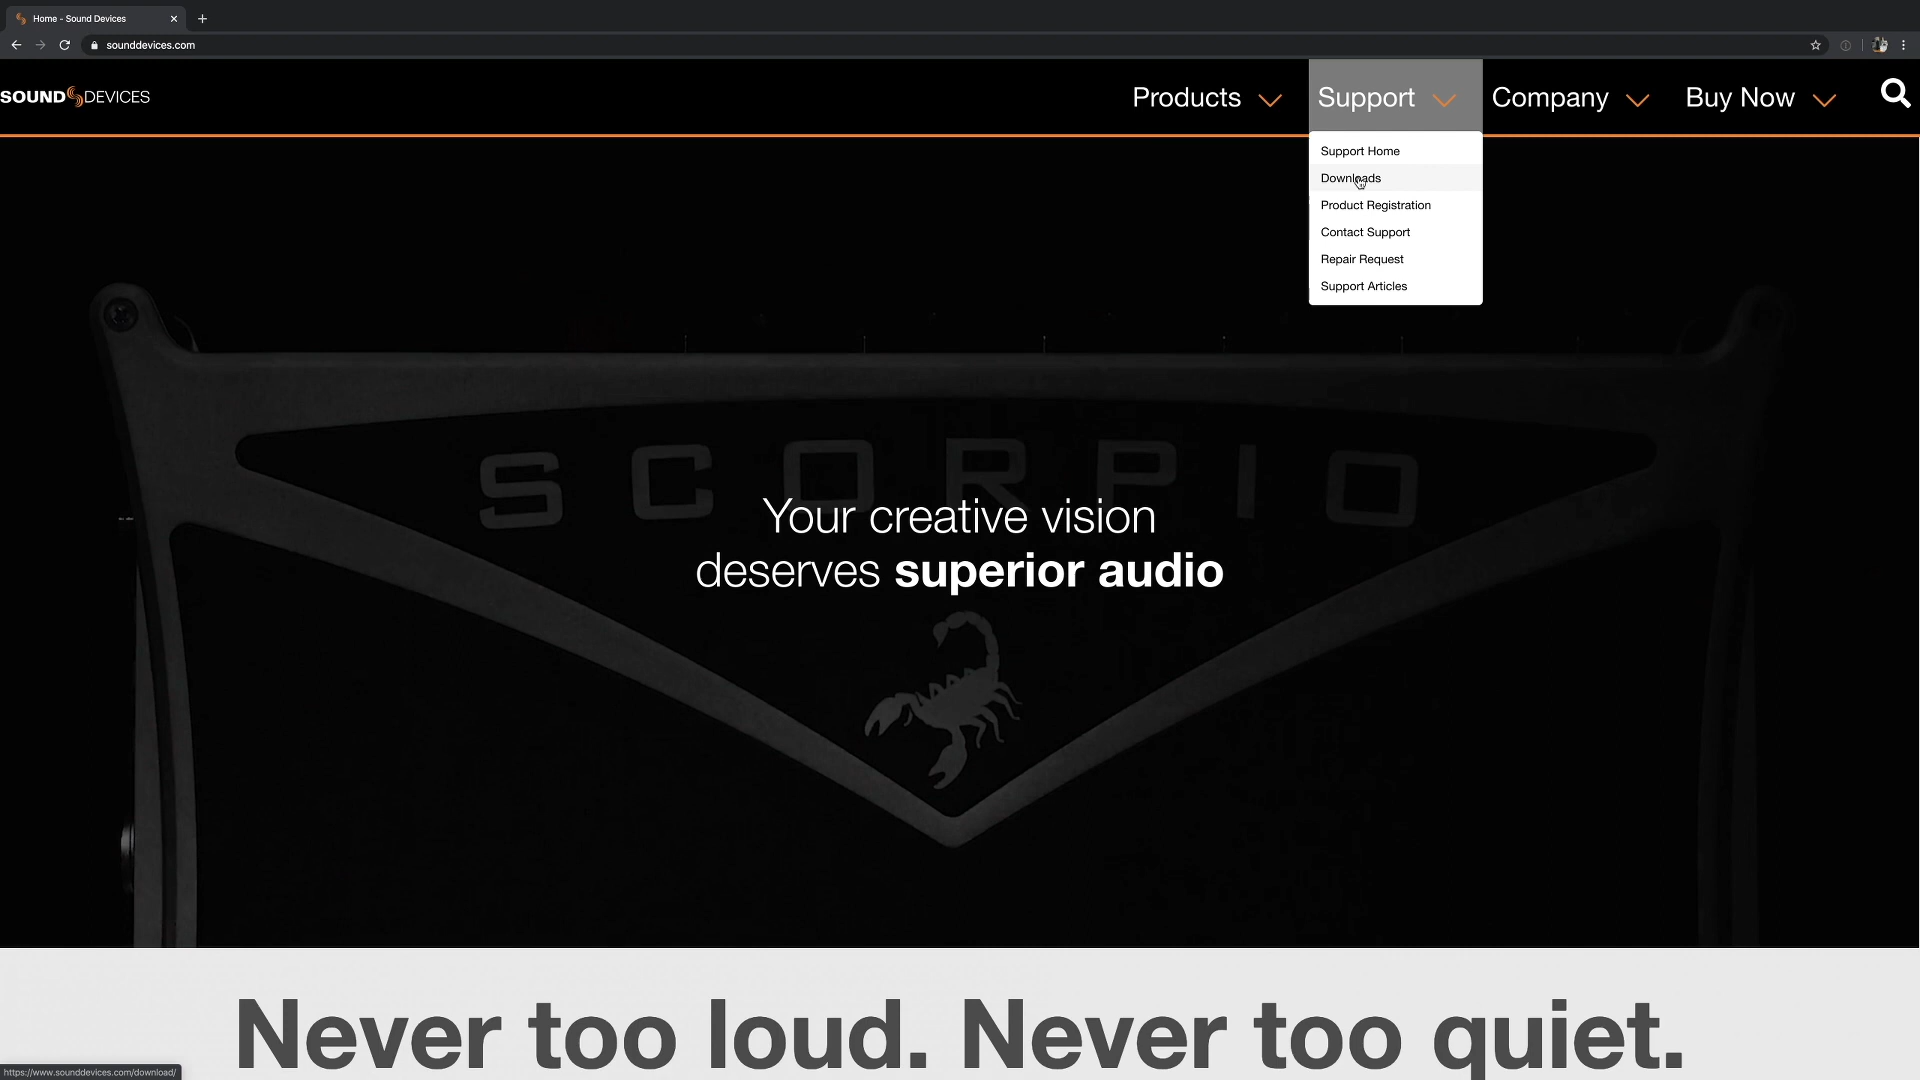 Home - Sound Devices
sounddevices.com
SOUND DEVICES
Products
Support
Company
Buy Now
Support Home
Downloads
Product Registration
Contact Support
Repair Request
Support Articles
SCORPIO
Your creative vision
deserves superior audio
Never too loud. Never too quiet.
https://www.sounddevices.com/download/